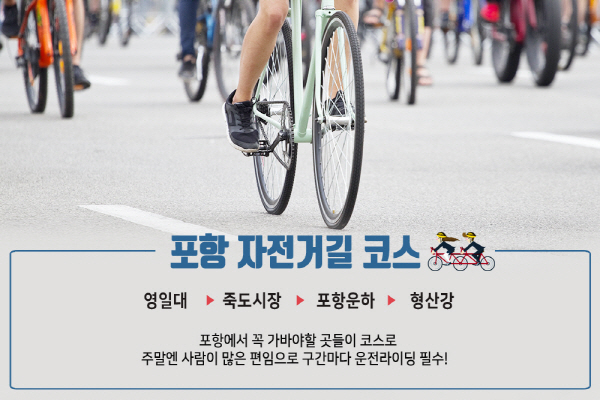 포항 자전거길 코스
영일대 ▶ 죽도시장 ▶ 포항운하 ▶ 형산강
포항에서 꼭 가바야할 곳들이 코스로
주말엔 사람이 많은 편임으로 구간마다 운전라이딩 필수!